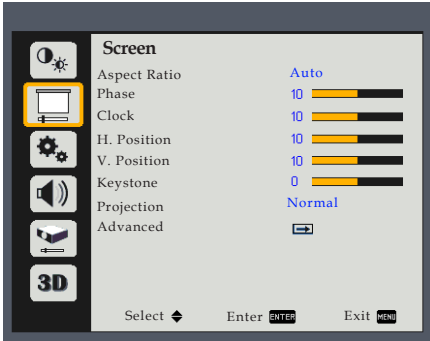 Screen
Aspect Ratio Auto
Phase 10
Clock 10
H. Position 10
V. Position 10
Keystone 0
Projection Normal
Advanced
3D
Select Enter ENTER Exit MENU